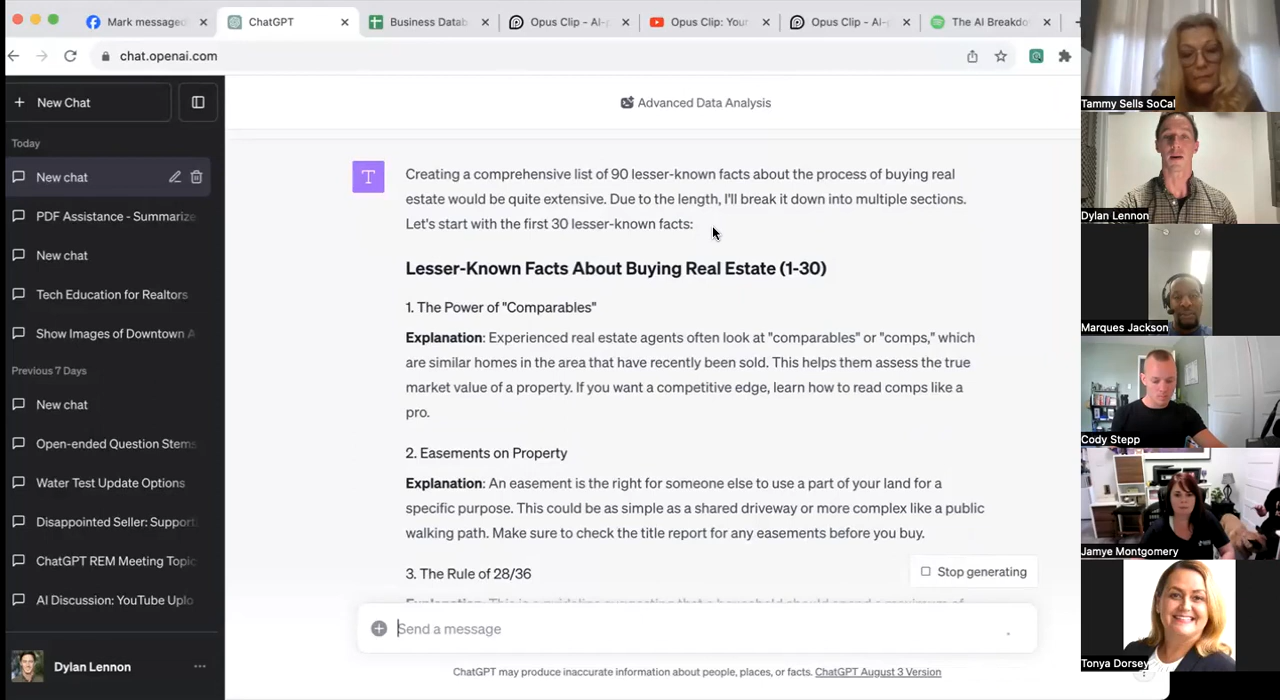 Mark messaged
ChatGPT
Business Datab
Opus Clip - AI-p
Opus Clip: Your
Opus Clip - AI-p
The AI Breakdo
chat.openai.com
New Chat
Today
New chat
PDF Assistance - Summarize
New chat
Tech Education for Realtors
Show Images of Downtown A
Previous 7 Days
New chat
Open-ended Question Stems
Water Test Update Options
Disappointed Seller: Support
ChatGPT REM Meeting Topic
AI Discussion: YouTube Uplo
Dylan Lennon
Advanced Data Analysis
T
Creating a comprehensive list of 90 lesser-known facts about the process of buying real
estate would be quite extensive. Due to the length, I'll break it down into multiple sections.
Let's start with the first 30 lesser-known facts:
Lesser-Known Facts About Buying Real Estate (1-30)
1. The Power of "Comparables"
Explanation: Experienced real estate agents often look at "comparables" or "comps," which
are similar homes in the area that have recently been sold. This helps them assess the true
market value of a property. If you want a competitive edge, learn how to read comps like a
pro.
2. Easements on Property
Explanation: An easement is the right for someone else to use a part of your land for a
specific purpose. This could be as simple as a shared driveway or more complex like a public
walking path. Make sure to check the title report for any easements before you buy.
3. The Rule of 28/36
Explanation: This is a guideline suggesting that a household should spend a maximum of
Stop generating
Send a message
ChatGPT may produce inaccurate information about people, places, or facts. ChatGPT August 3 Version
Tammy Sells SoCal
Dylan Lennon
Marques Jackson
Cody Stepp
Jamye Montgomery
Tonya Dorsey